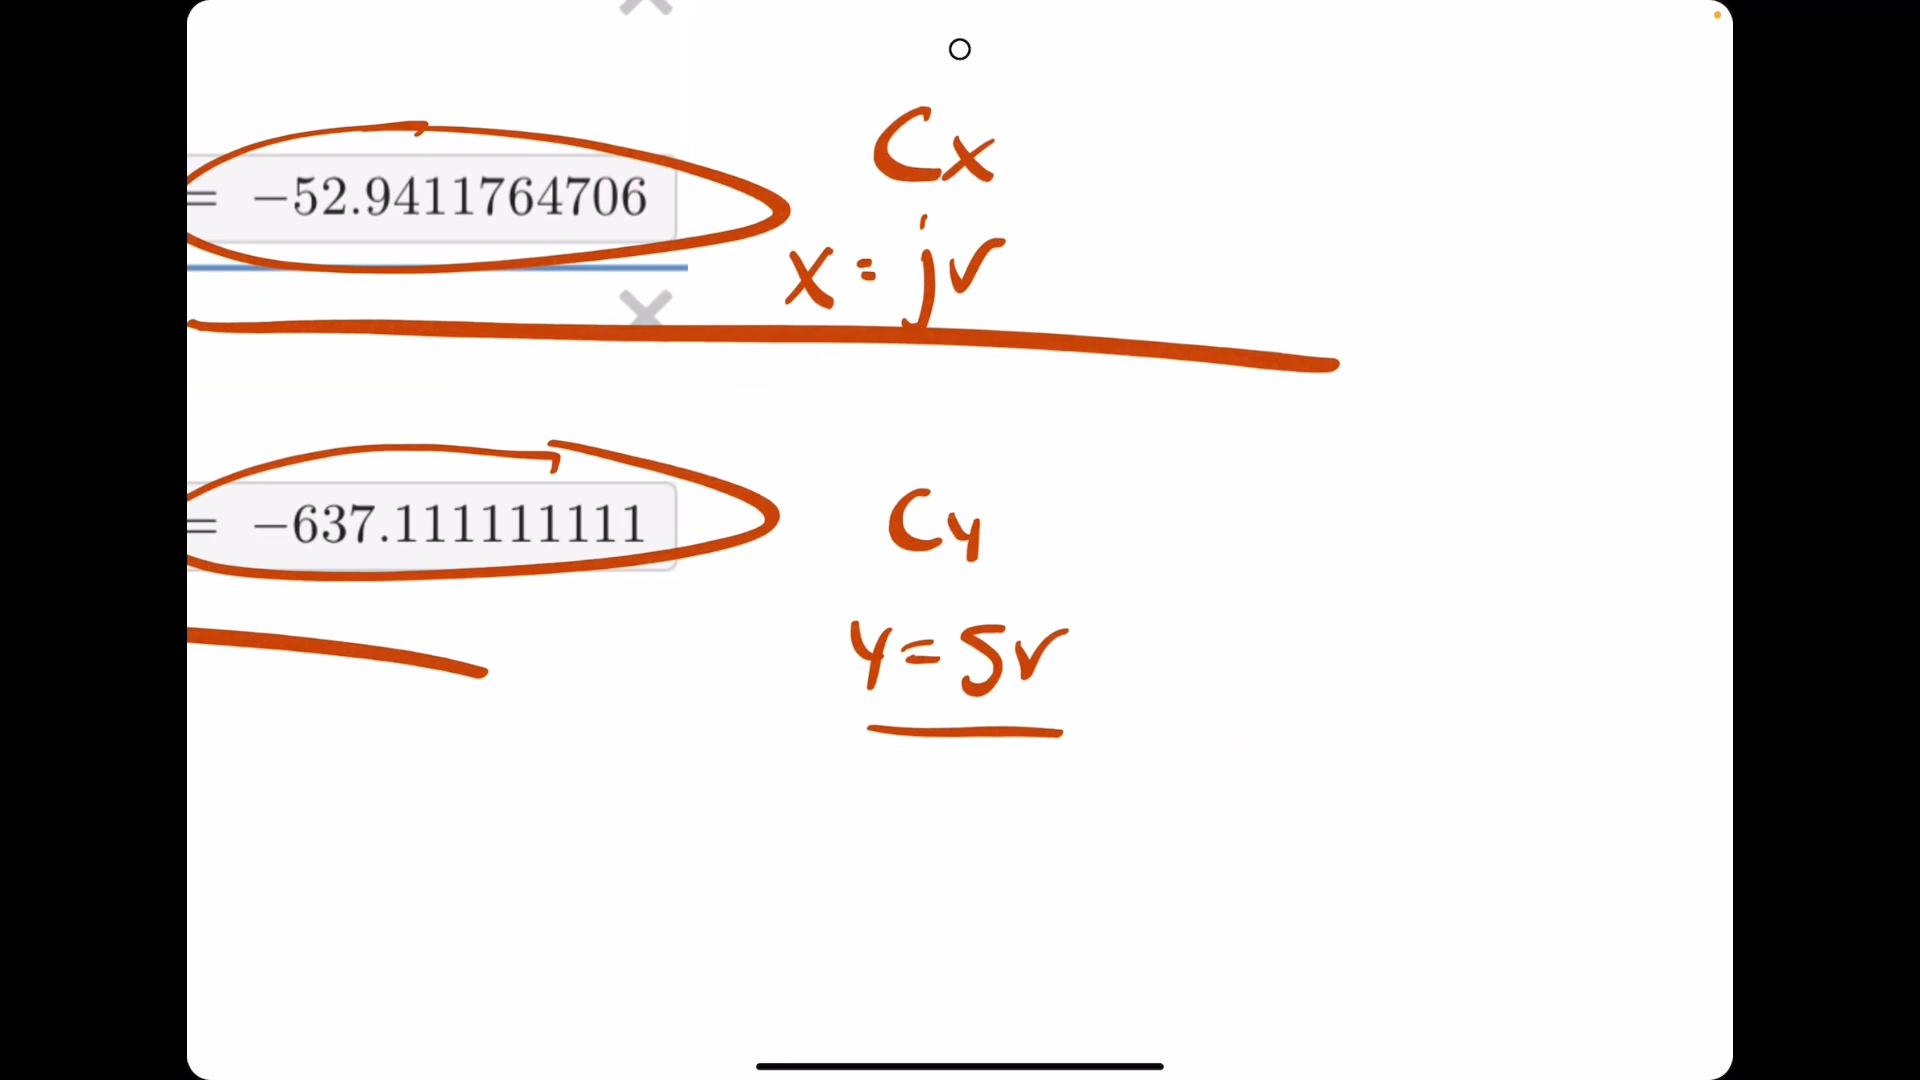 = −52.9411764706
Cx
x = jr
= −637.111111111
Cy
y = 5r